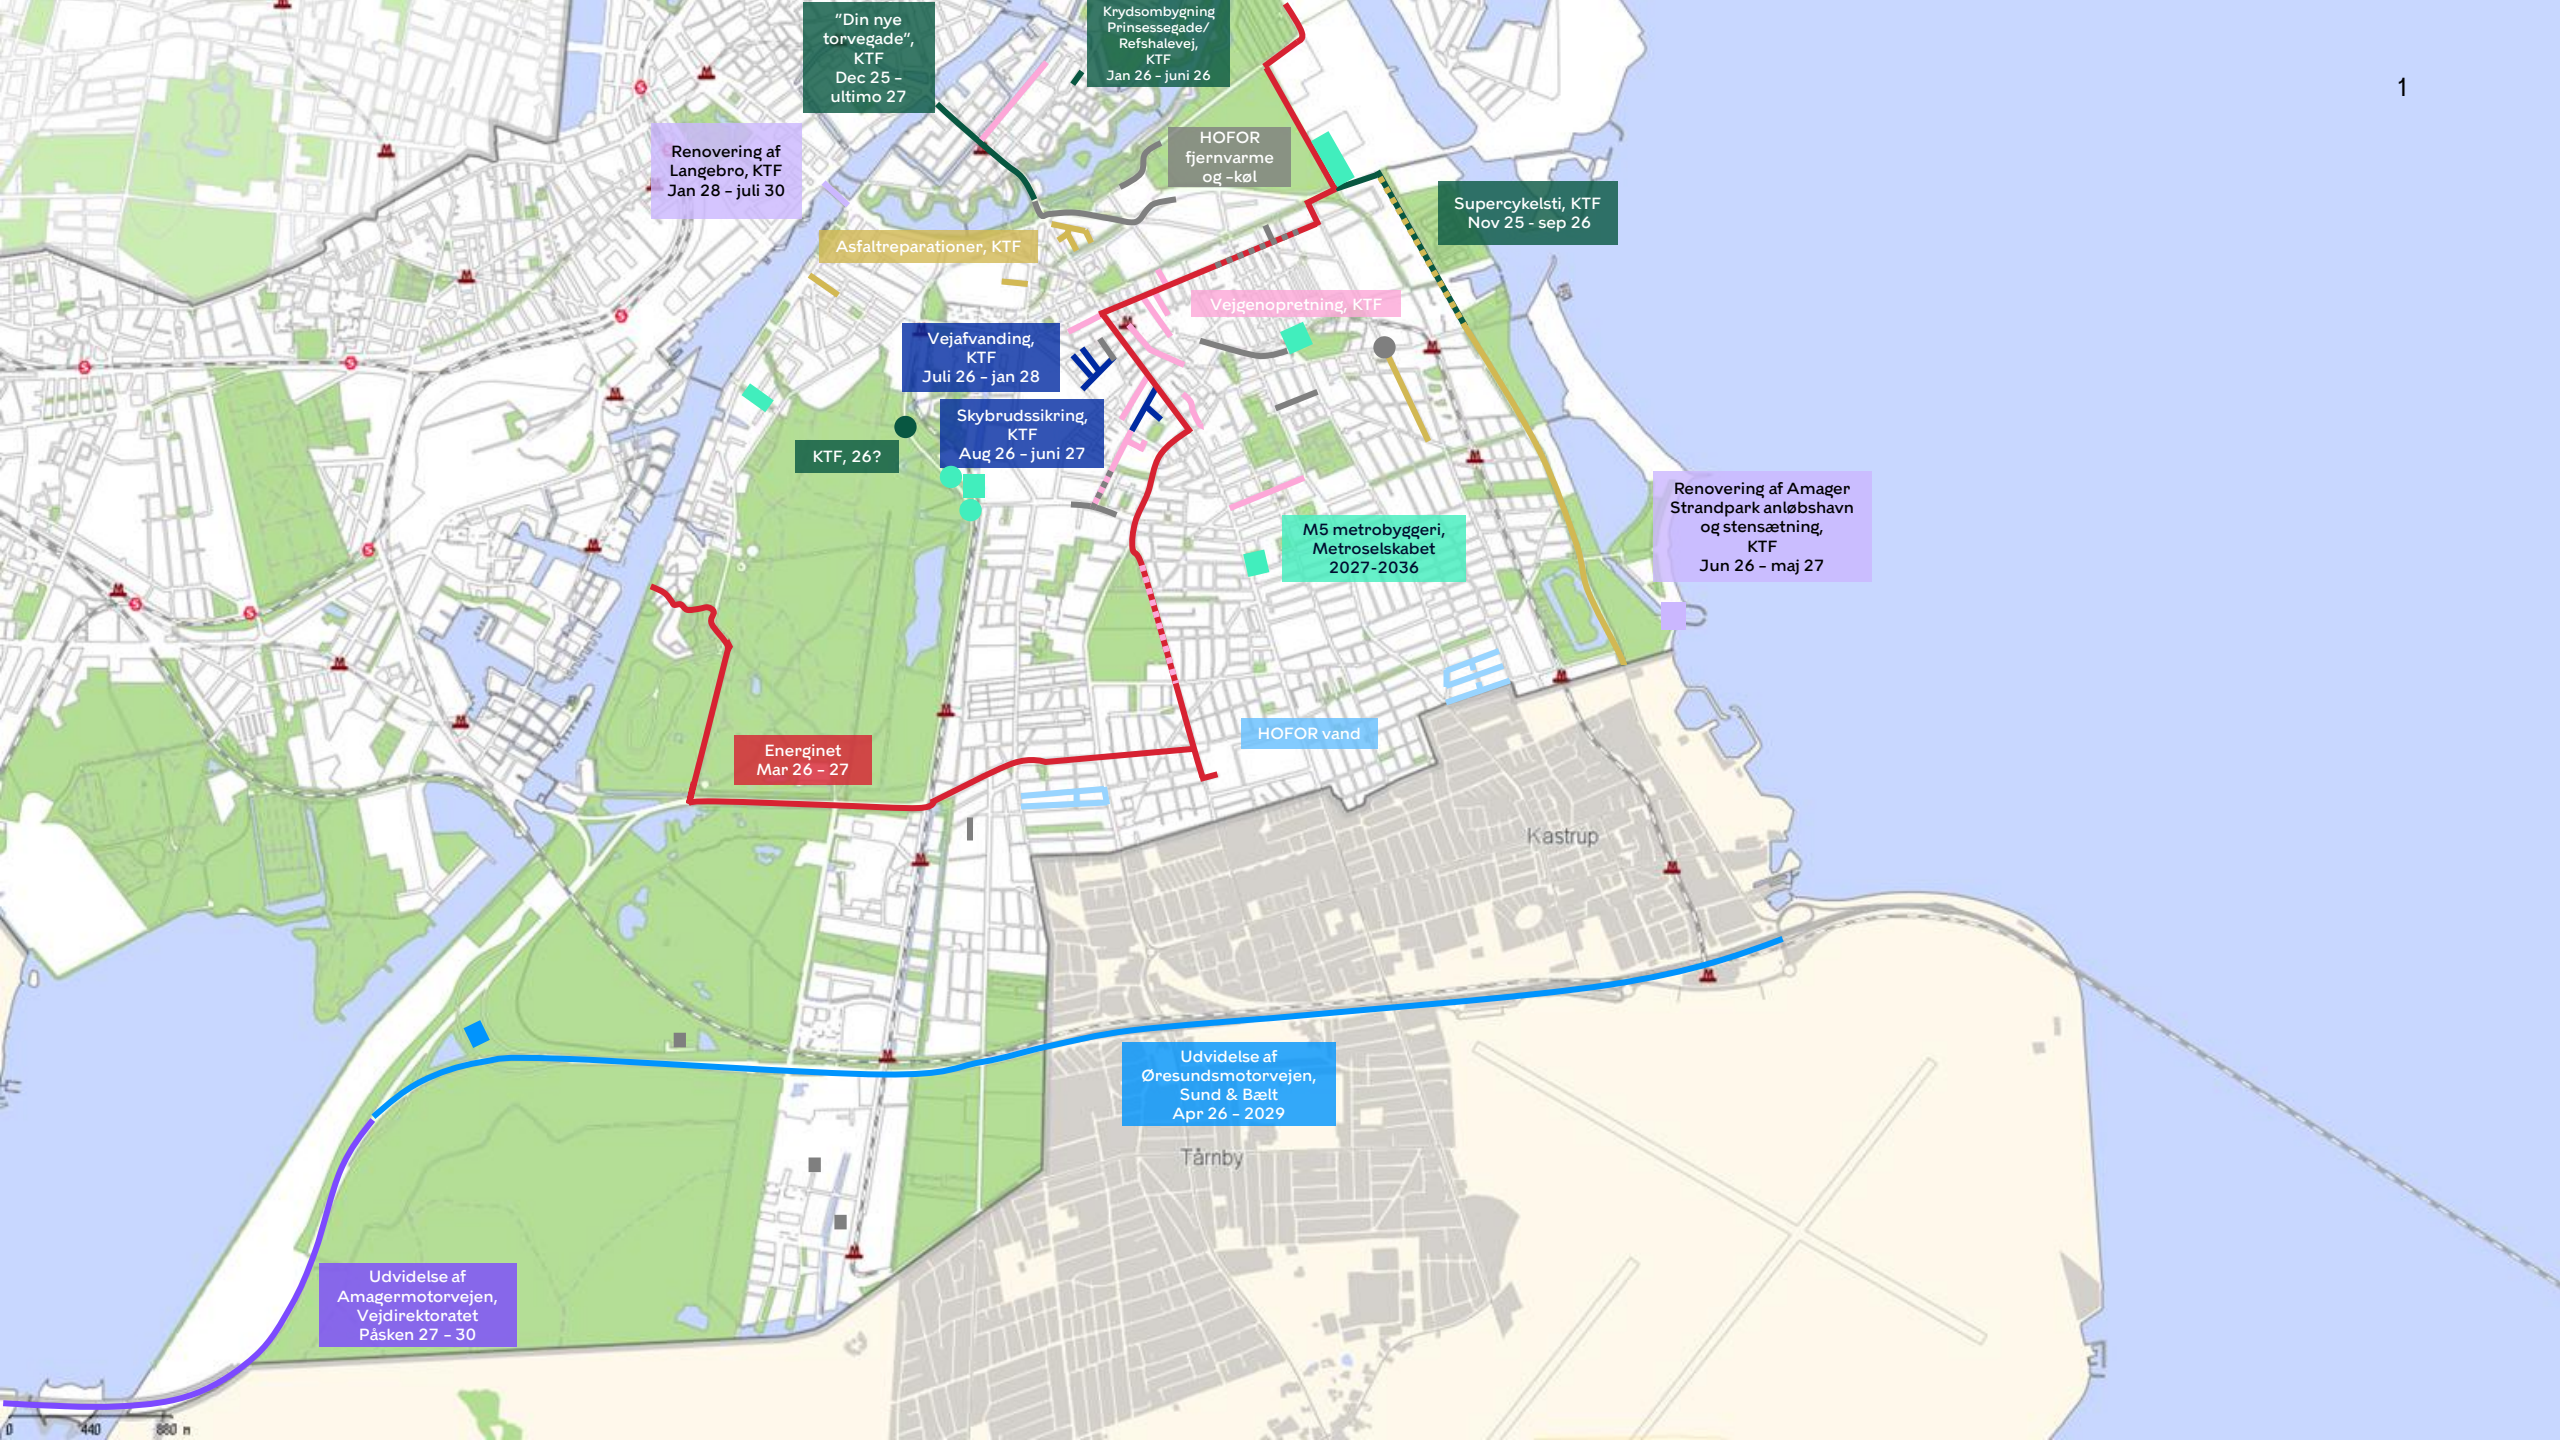 "Din nye
torvegade",
KTF
Dec 25 –
ultimo 27
Krydsombygning
Prinsessegade/
Refshalevej,
KTF
Jan 26 – juni 26
1
Renovering af
Langebro, KTF
Jan 28 – juli 30
HOFOR
fjernvarme
og -køl
Supercykelsti, KTF
Nov 25 - sep 26
Asfaltreparationer, KTF
Vejgenopretning, KTF
Vejafvanding,
KTF
Juli 26 – jan 28
Skybrudssikring,
KTF
Aug 26 – juni 27
KTF, 26?
M5 metrobyggeri,
Metroselskabet
2027-2036
Renovering af Amager
Strandpark anløbshavn
og stensætning,
KTF
Jun 26 – maj 27
Energinet
Mar 26 – 27
HOFOR vand
Kastrup
Udvidelse af
Øresundsmotorvejen,
Sund & Bælt
Apr 26 – 2029
Tårnby
Udvidelse af
Amagermotorvejen,
Vejdirektoratet
Påsken 27 – 30
0 440 880 m